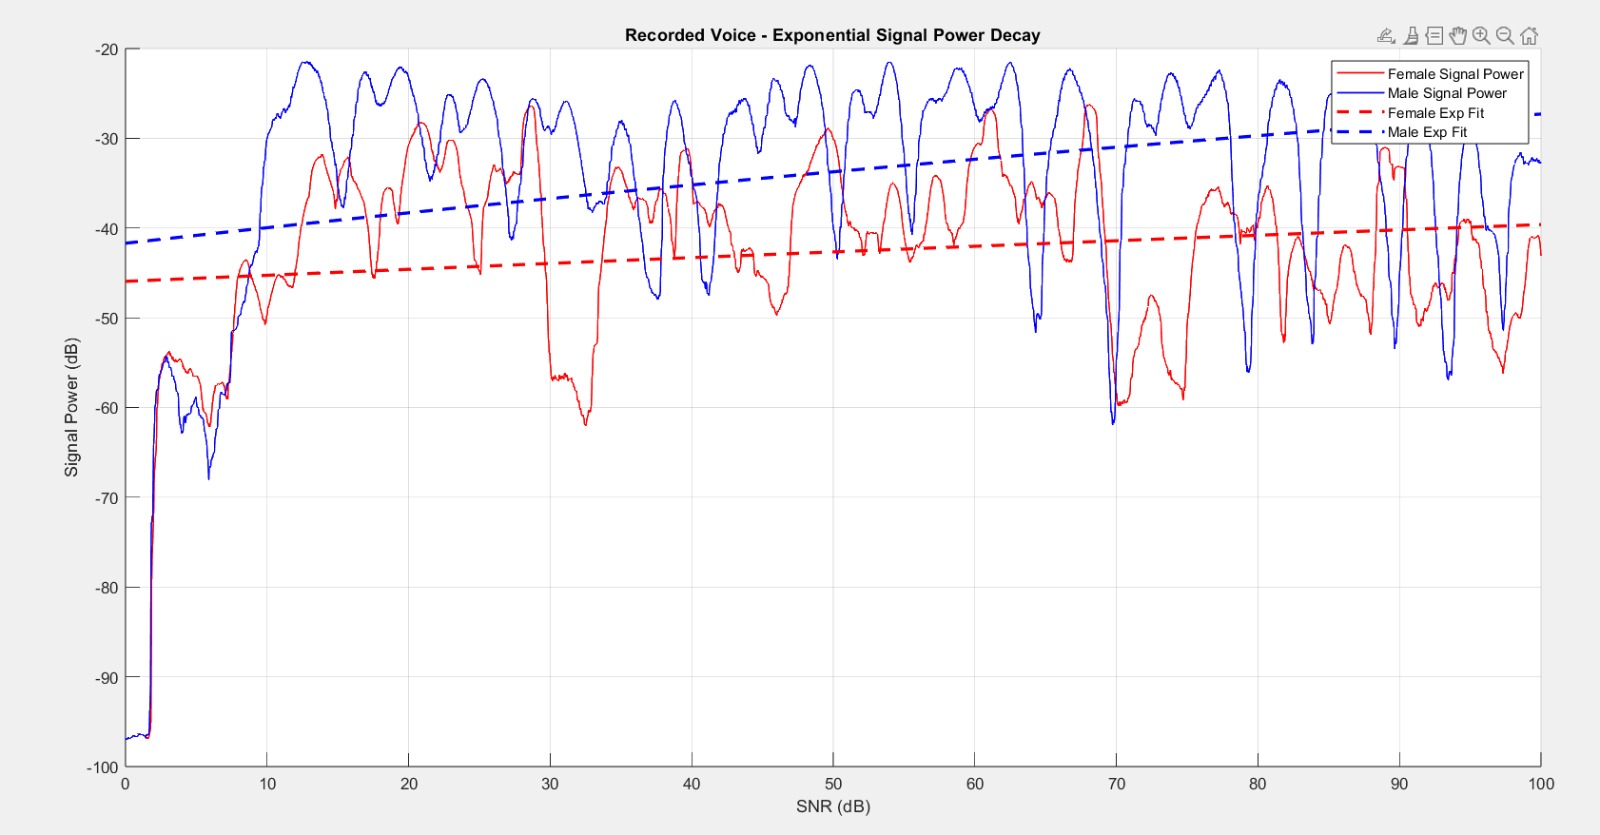 Recorded Voice - Exponential Signal Power Decay
Female Signal Power
Male Signal Power
Female Exp Fit
Male Exp Fit
Signal Power (dB)
-20
-30
-40
-50
-60
-70
-80
-90
-100
0 10 20 30 40 50 60 70 80 90 100
SNR (dB)